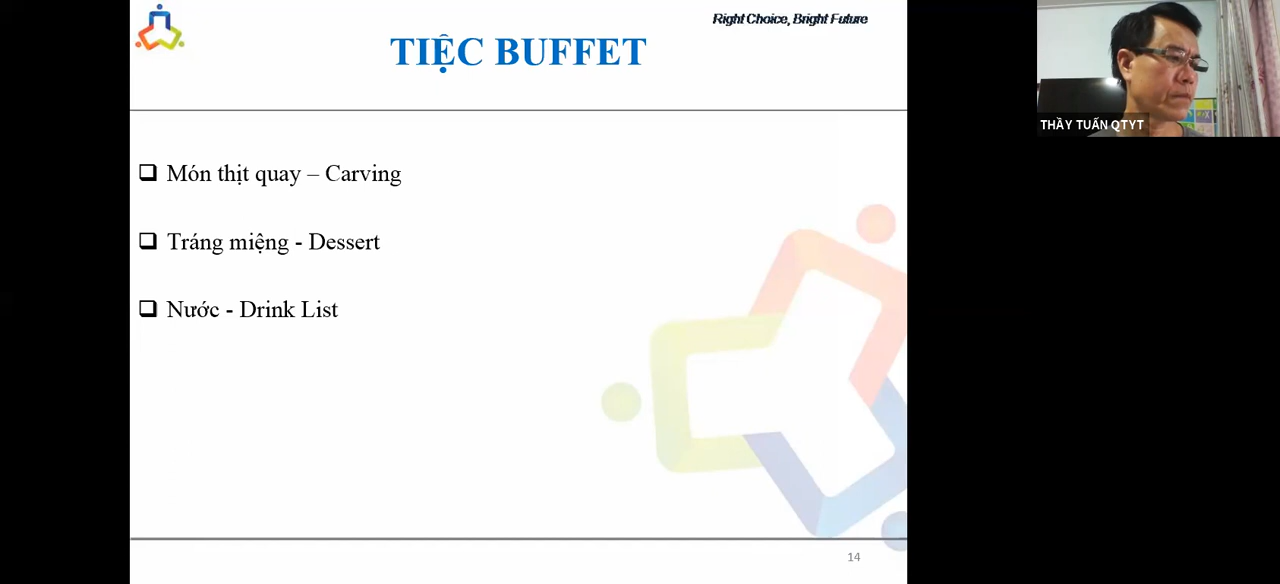 Right Choice, Bright Future
TIỆC BUFFET
THẦY TUẤN QTYT
Món thịt quay – Carving
Tráng miệng - Dessert
Nước - Drink List
14